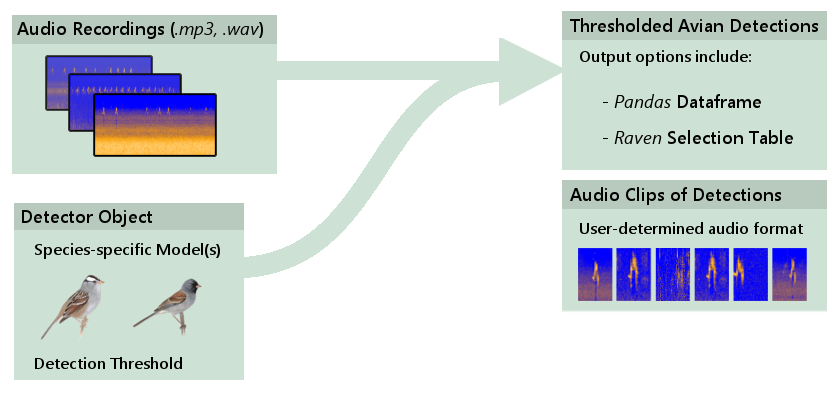 Audio Recordings (.mp3, .wav)
Detector Object
Species-specific Model(s)
Detection Threshold
Thresholded Avian Detections
Output options include:
- Pandas Dataframe
- Raven Selection Table
Audio Clips of Detections
User-determined audio format